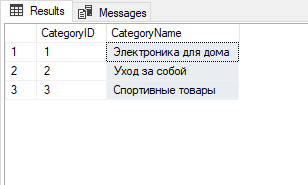 Results Messages
CategoryID CategoryName
1 1 Электроника для дома
2 2 Уход за собой
3 3 Спортивные товары